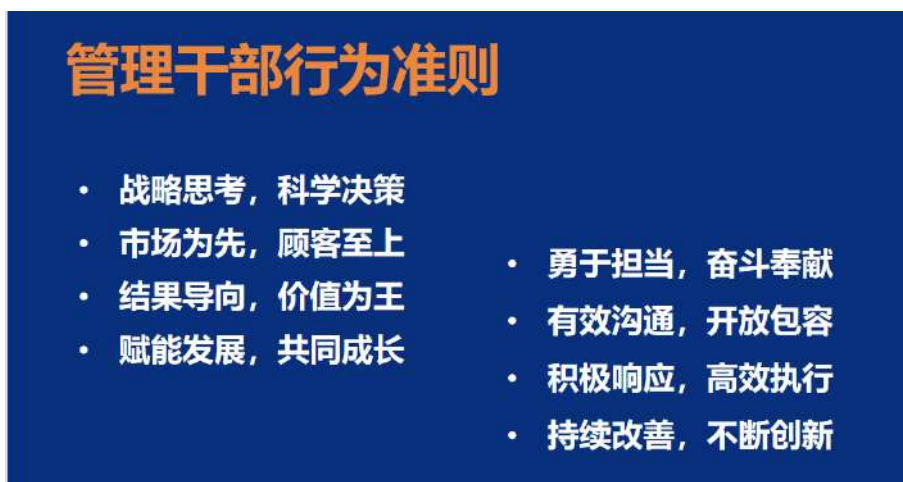 管理干部行为准则
• 战略思考，科学决策
• 市场为先，顾客至上
• 结果导向，价值为王
• 赋能发展，共同成长
• 勇于担当，奋斗奉献
• 有效沟通，开放包容
• 积极响应，高效执行
• 持续改善，不断创新